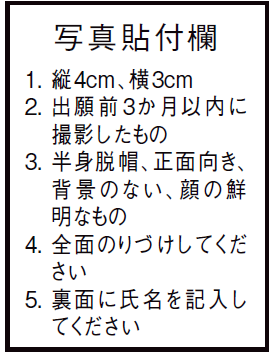 写真貼付欄
1. 縦4cm、横3cm
2. 出願前3か月以内に
撮影したもの
3. 半身脱帽、正面向き、
背景のない、顔の鮮
明なもの
4. 全面のりづけしてくだ
さい
5. 裏面に氏名を記入し
てください